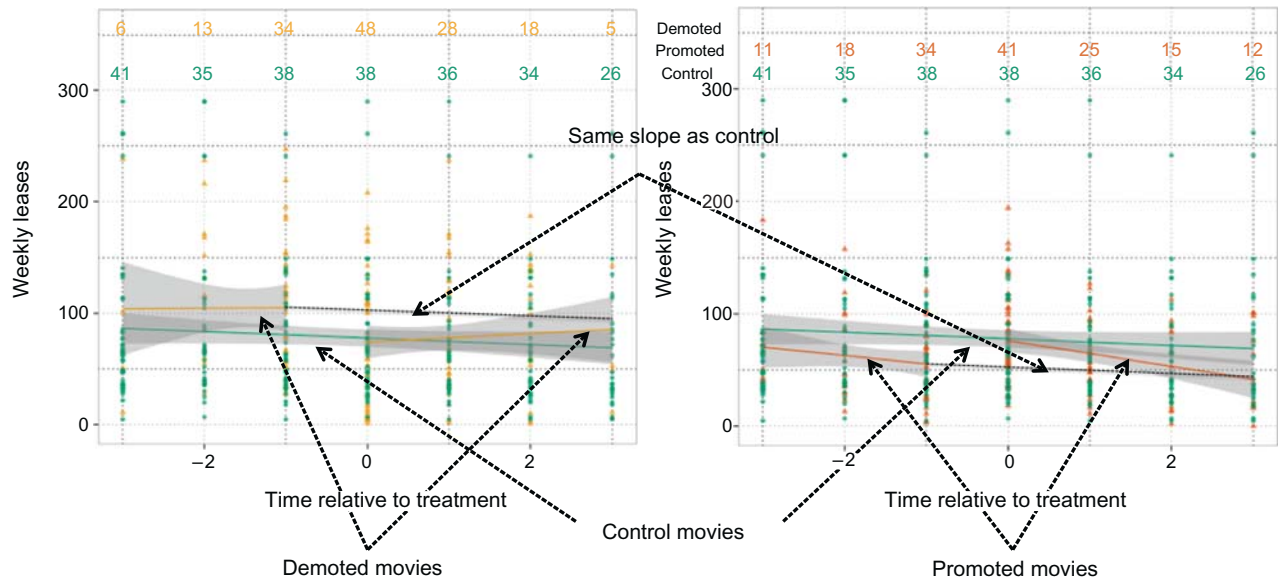 6 13 34 48 28 18 5
41 35 38 38 36 34 26
Demoted
Promoted 11 18 34 41 25 15 12
Control 41 35 38 38 36 34 26
300
200
100
0
Weekly leases
−2 0 2
Time relative to treatment
Same slope as control
300
200
100
0
Weekly leases
−2 0 2
Time relative to treatment
Control movies
Demoted movies
Promoted movies